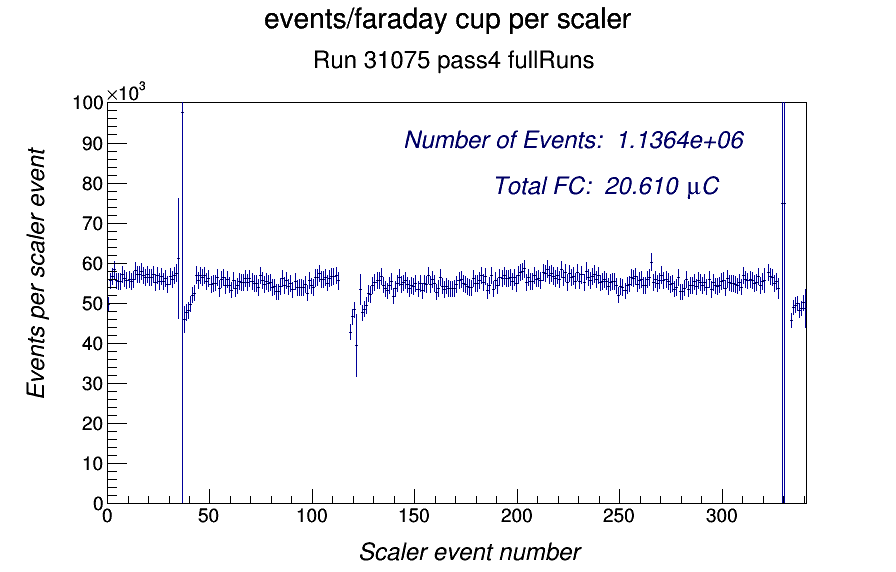 events/faraday cup per scaler
Run 31075 pass4 fullRuns
×10³
100
90
80
70
60
50
40
30
20
10
0
Events per scaler event
Number of Events: 1.1364e+06
Total FC: 20.610 μC
0 50 100 150 200 250 300
Scaler event number